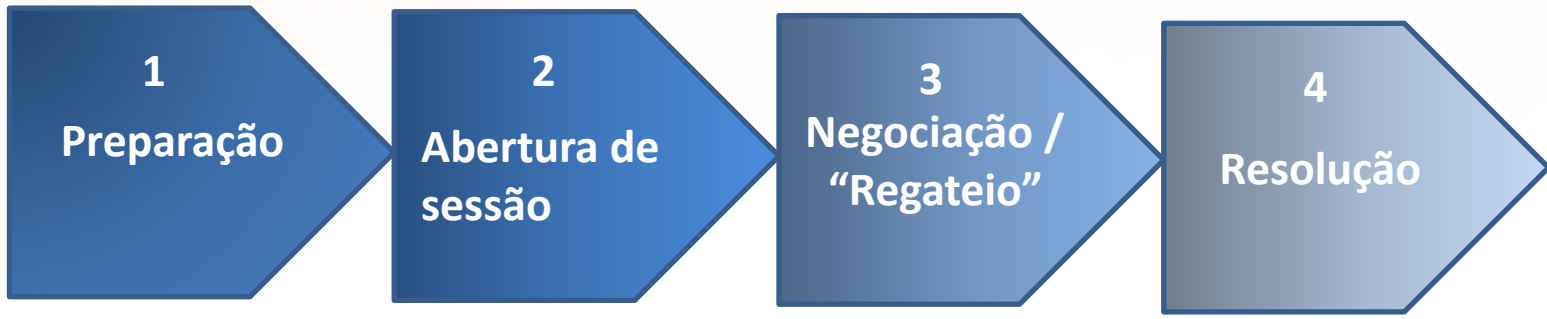 1
Preparação
2
Abertura de
sessão
3
Negociação /
“Regateio”
4
Resolução